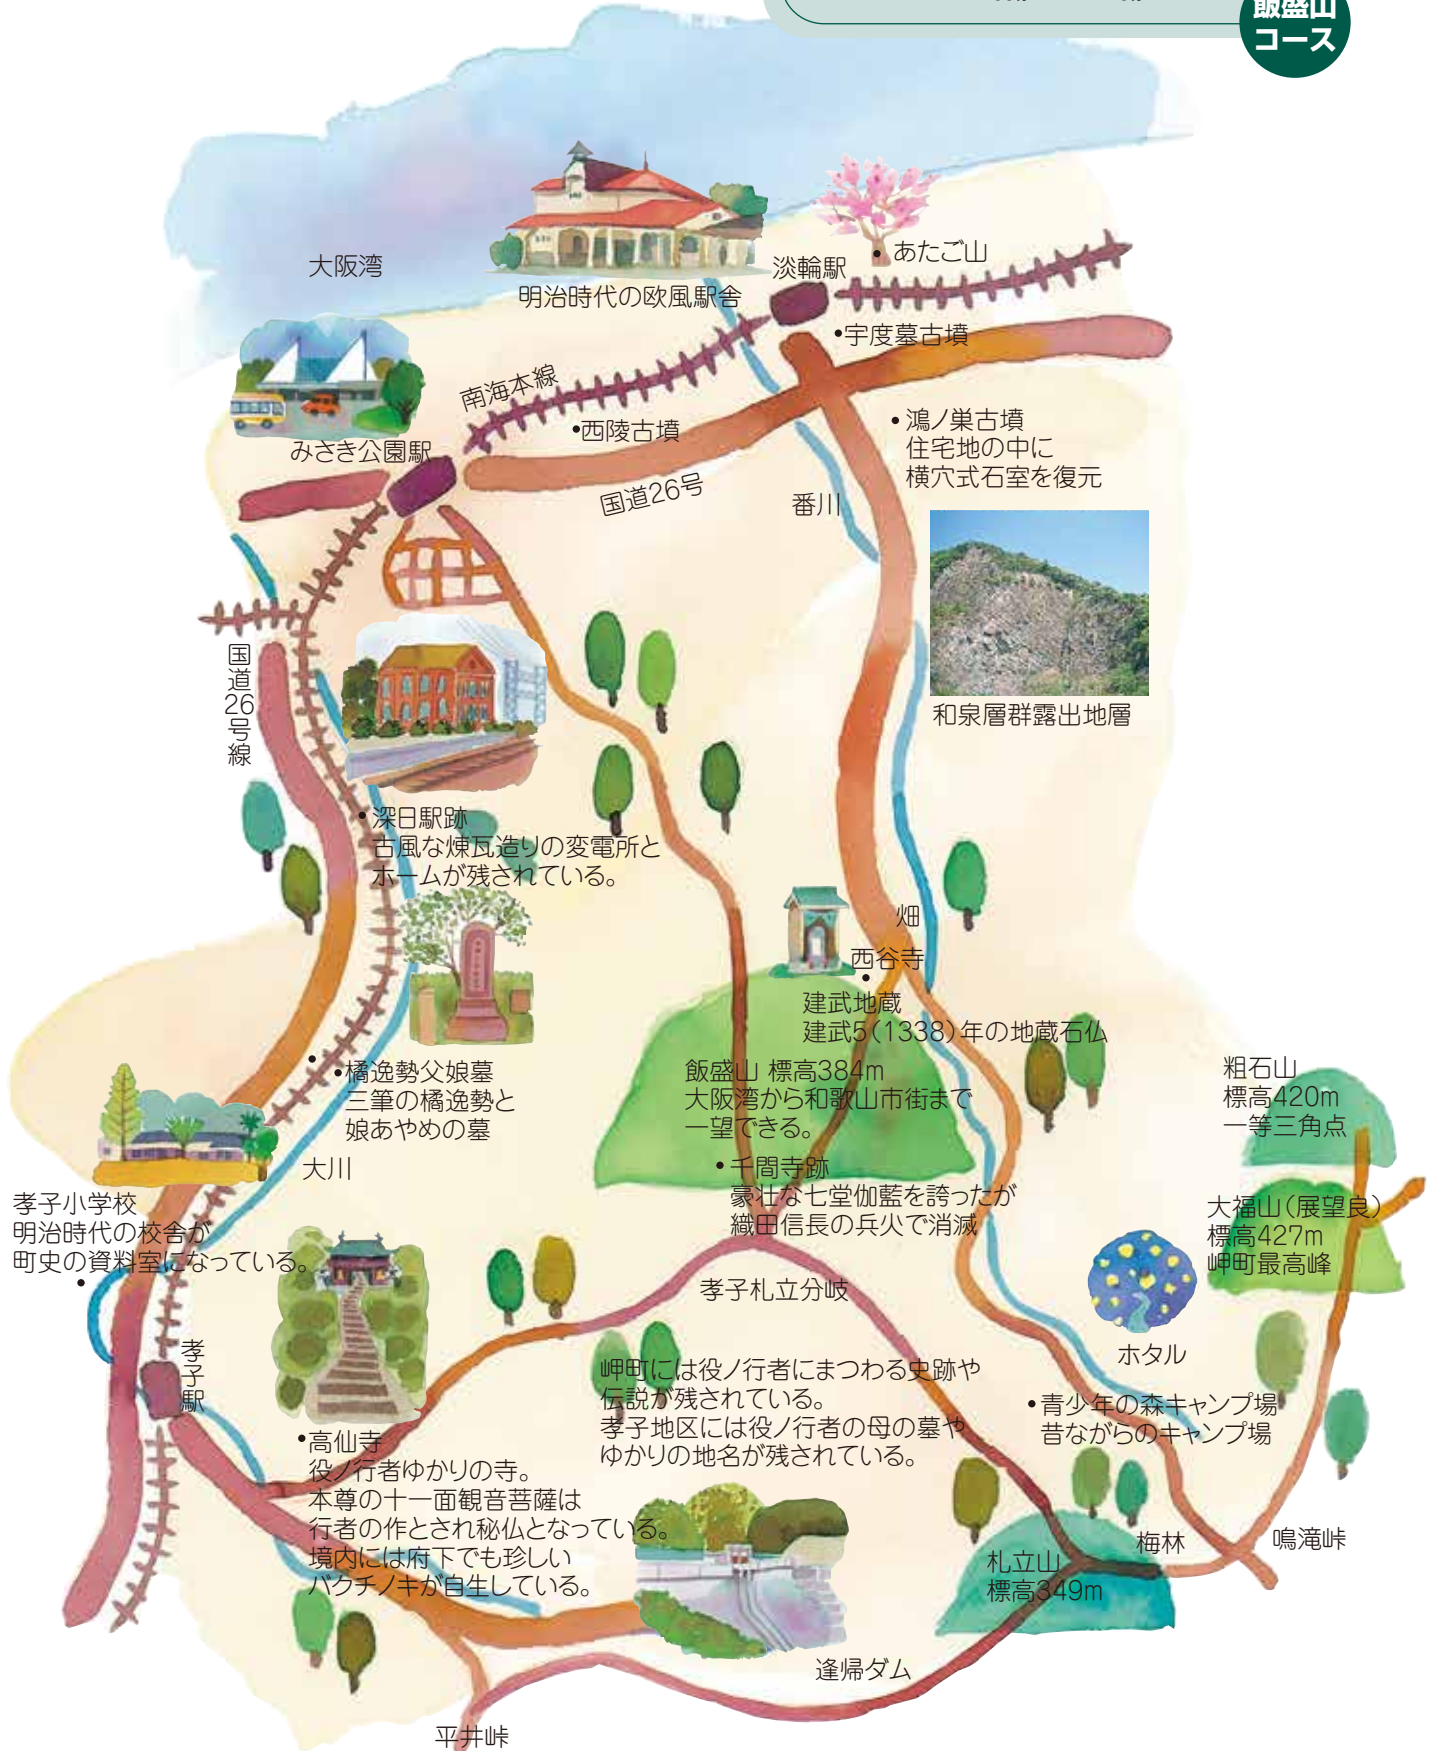 飯盛山
コース
大阪湾
明治時代の欧風駅舎
淡輪駅
あたご山
宇度墓古墳
南海本線
みさき公園駅
西陵古墳
国道26号
番川
鴻ノ巣古墳
住宅地の中に
横穴式石室を復元
和泉層群露出地層
国道26号線
深日駅跡
古風な煉瓦造りの変電所と
ホームが残されている。
畑
西谷寺
建武地蔵
建武5(1338)年の地蔵石仏
橘逸勢父娘墓
三筆の橘逸勢と
娘あやめの墓
飯盛山 標高384m
大阪湾から和歌山市街まで
一望できる。
粗石山
標高420m
一等三角点
大川
千間寺跡
豪壮な七堂伽藍を誇ったが
織田信長の兵火で消滅
孝子小学校
明治時代の校舎が
町史の資料室になっている。
大福山(展望良)
標高427m
岬町最高峰
孝子札立分岐
ホタル
孝子駅
岬町には役ノ行者にまつわる史跡や
伝説が残されている。
孝子地区には役ノ行者の母の墓や
ゆかりの地名が残されている。
青少年の森キャンプ場
昔ながらのキャンプ場
高仙寺
役ノ行者ゆかりの寺。
本尊の十一面観音菩薩は
行者の作とされ秘仏となっている。
境内には府下でも珍しい
バクチノキが自生している。
札立山
標高349m
梅林
鳴滝峠
逢帰ダム
平井峠